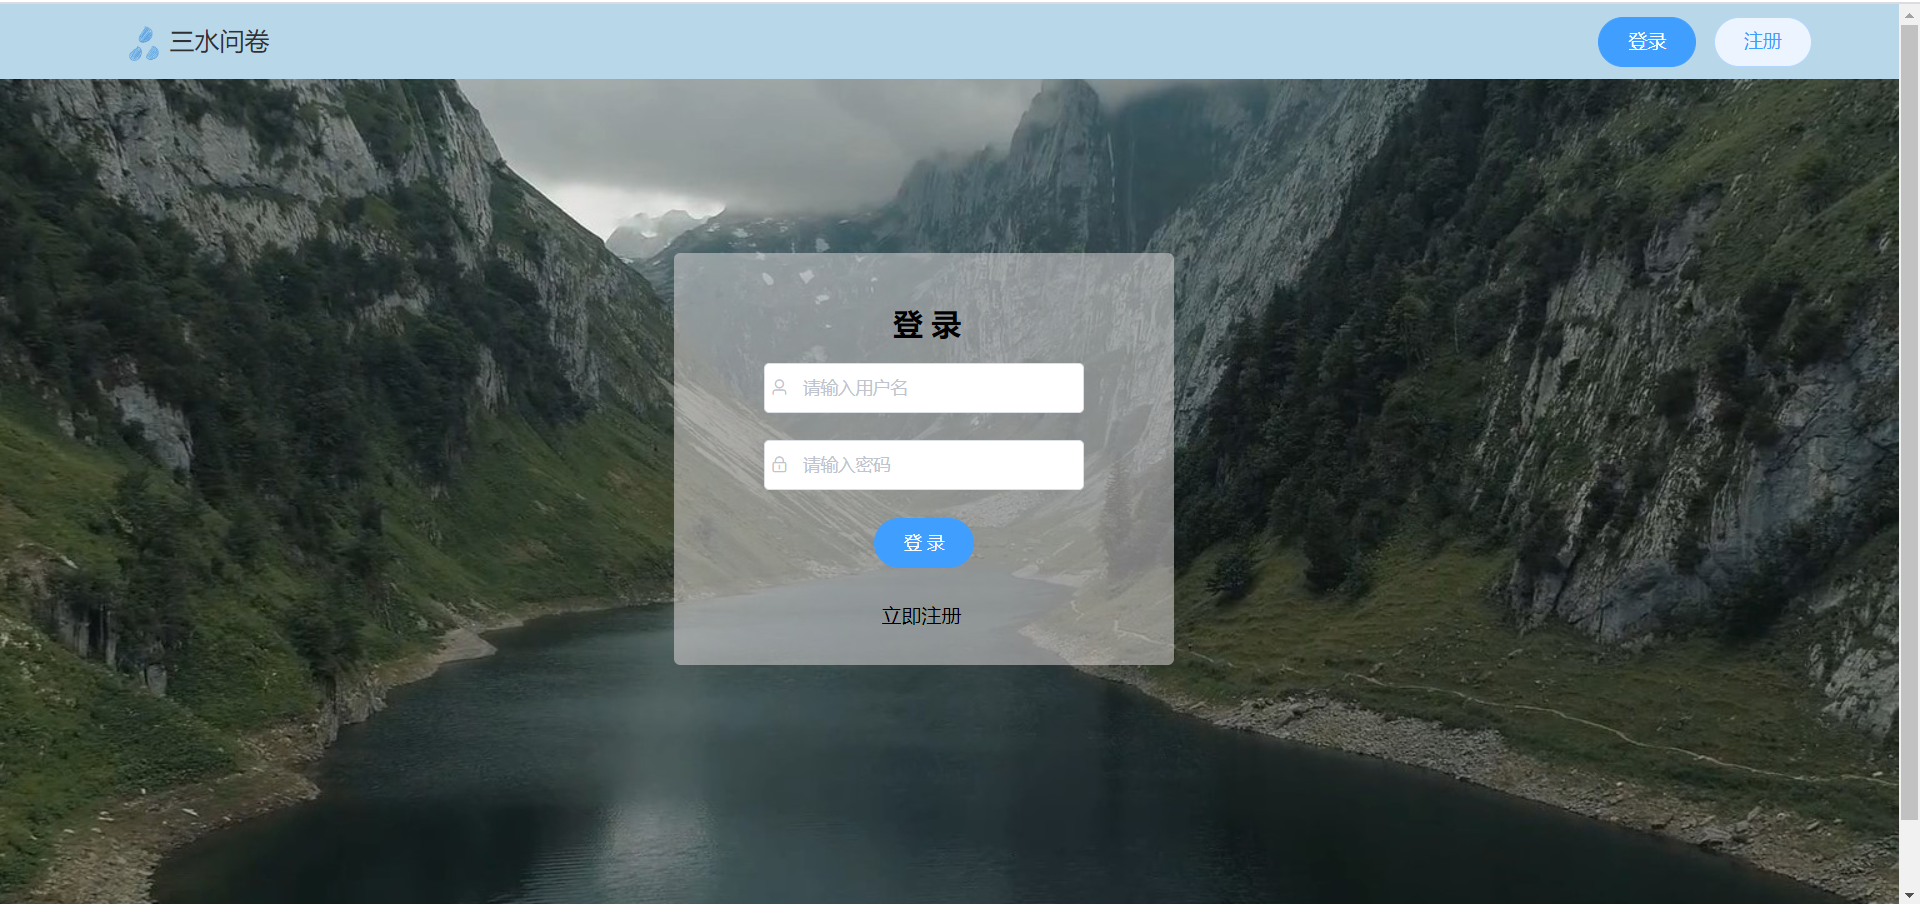 三水问卷
登录
注册
登 录
请输入用户名
请输入密码
登 录
立即注册